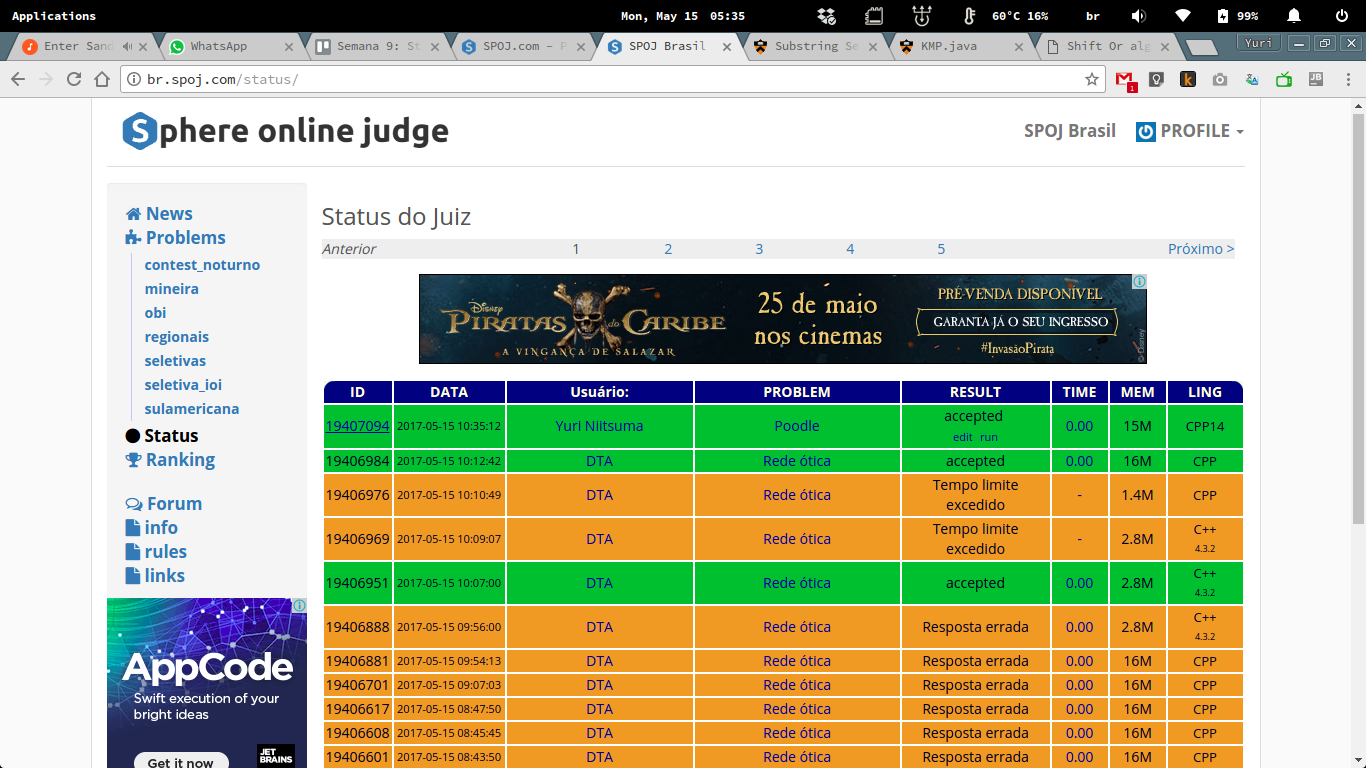 Applications
Mon, May 15 05:35
60°C 16%
br
99%
Enter Sand
WhatsApp
Semana 9: St
SPOJ.com – P
SPOJ Brasil
Substring Se
KMP.java
Shift Or alg
Yuri
br.spoj.com/status/
1
Sphere online judge
SPOJ Brasil
PROFILE
News
Problems
contest_noturno
mineira
obi
regionais
seletivas
seletiva_ioi
sulamericana
Status
Ranking
Forum
info
rules
links
AppCode
Swift execution of your
bright ideas
Get it now
JET
BRAINS
Status do Juiz
Anterior 1 2 3 4 5 Próximo >
Disney
PIRATAS do CARIBE
A VINGANÇA DE SALAZAR
25 de maio
nos cinemas
PRÉ-VENDA DISPONÍVEL
GARANTA JÁ O SEU INGRESSO
#InvasãoPirata
© Disney
ID DATA Usuário: PROBLEM RESULT TIME MEM LING
19407094 2017-05-15 10:35:12 Yuri Niitsuma Poodle accepted edit run 0.00 15M CPP14
19406984 2017-05-15 10:12:42 DTA Rede ótica accepted 0.00 16M CPP
19406976 2017-05-15 10:10:49 DTA Rede ótica Tempo limite excedido - 1.4M CPP
19406969 2017-05-15 10:09:07 DTA Rede ótica Tempo limite excedido - 2.8M C++ 4.3.2
19406951 2017-05-15 10:07:00 DTA Rede ótica accepted 0.00 2.8M C++ 4.3.2
19406888 2017-05-15 09:56:00 DTA Rede ótica Resposta errada 0.00 2.8M C++ 4.3.2
19406881 2017-05-15 09:54:13 DTA Rede ótica Resposta errada 0.00 16M CPP
19406701 2017-05-15 09:07:03 DTA Rede ótica Resposta errada 0.00 16M CPP
19406617 2017-05-15 08:47:50 DTA Rede ótica Resposta errada 0.00 16M CPP
19406608 2017-05-15 08:45:45 DTA Rede ótica Resposta errada 0.00 16M CPP
19406601 2017-05-15 08:43:50 DTA Rede ótica Resposta errada 0.00 16M CPP